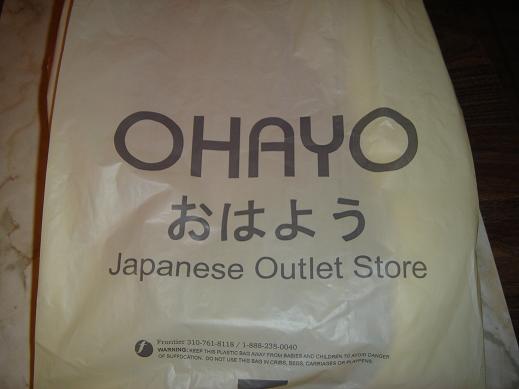 OHAYO
おはよう
Japanese Outlet Store
f Frontier 310-761-8118 / 1-888-238-0040
WARNING: KEEP THIS PLASTIC BAG AWAY FROM BABIES AND CHILDREN TO AVOID DANGER
OF SUFFOCATION. DO NOT USE THIS BAG IN CRIBS, BEDS, CARRIAGES OR PLAYPENS.